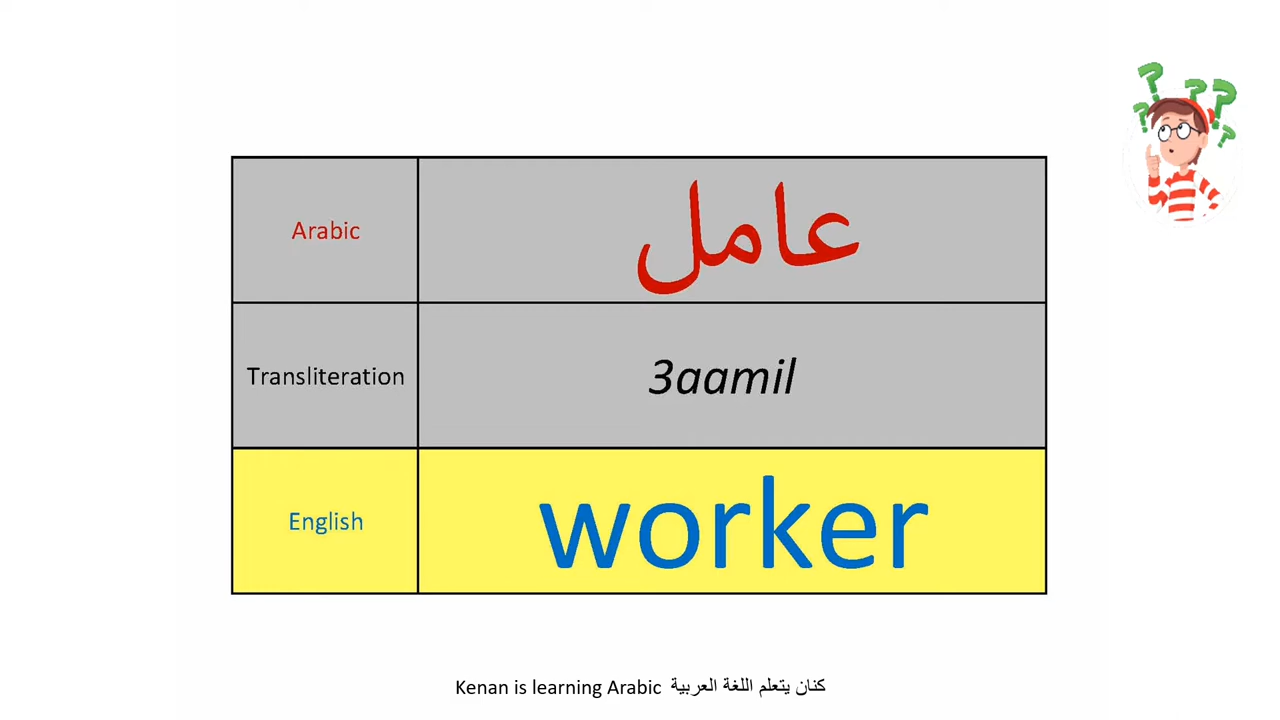 Arabic عامل
Transliteration 3aamil
English worker
Kenan is learning Arabic كنان يتعلم اللغة العربية